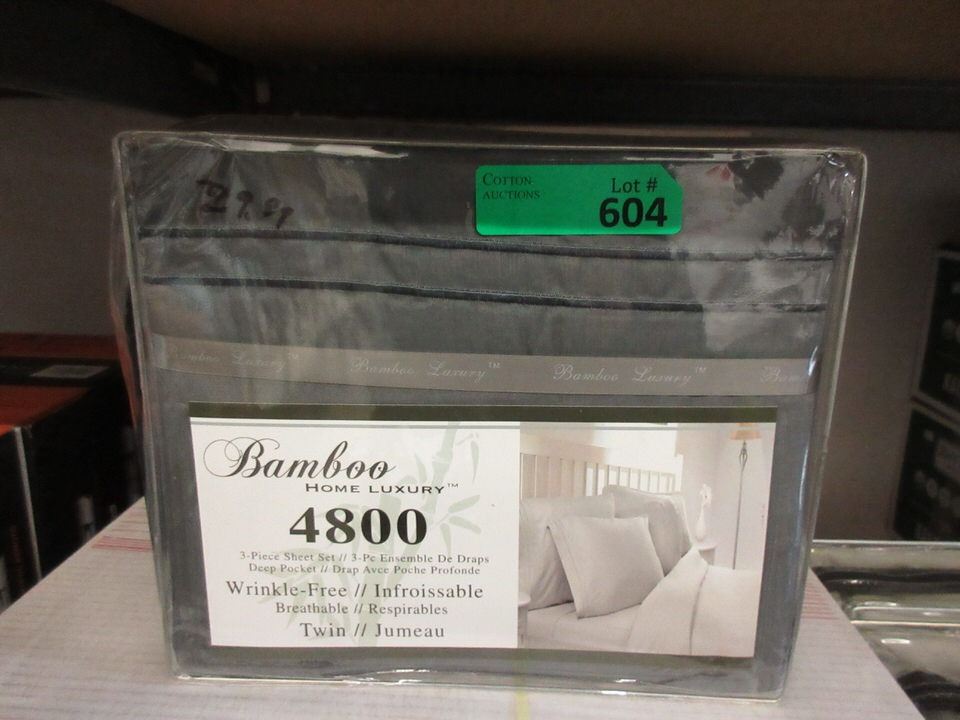 COTTON
AUCTIONS
Lot #
604
Bamboo Luxury™ Bamboo Luxury™ Bamboo Luxury™ Bam
Bamboo
HOME LUXURY™
4800
3-Piece Sheet Set // 3-Pc Ensemble De Draps
Deep Pocket // Drap Avce Poche Profonde
Wrinkle-Free // Infroissable
Breathable // Respirables
Twin // Jumeau